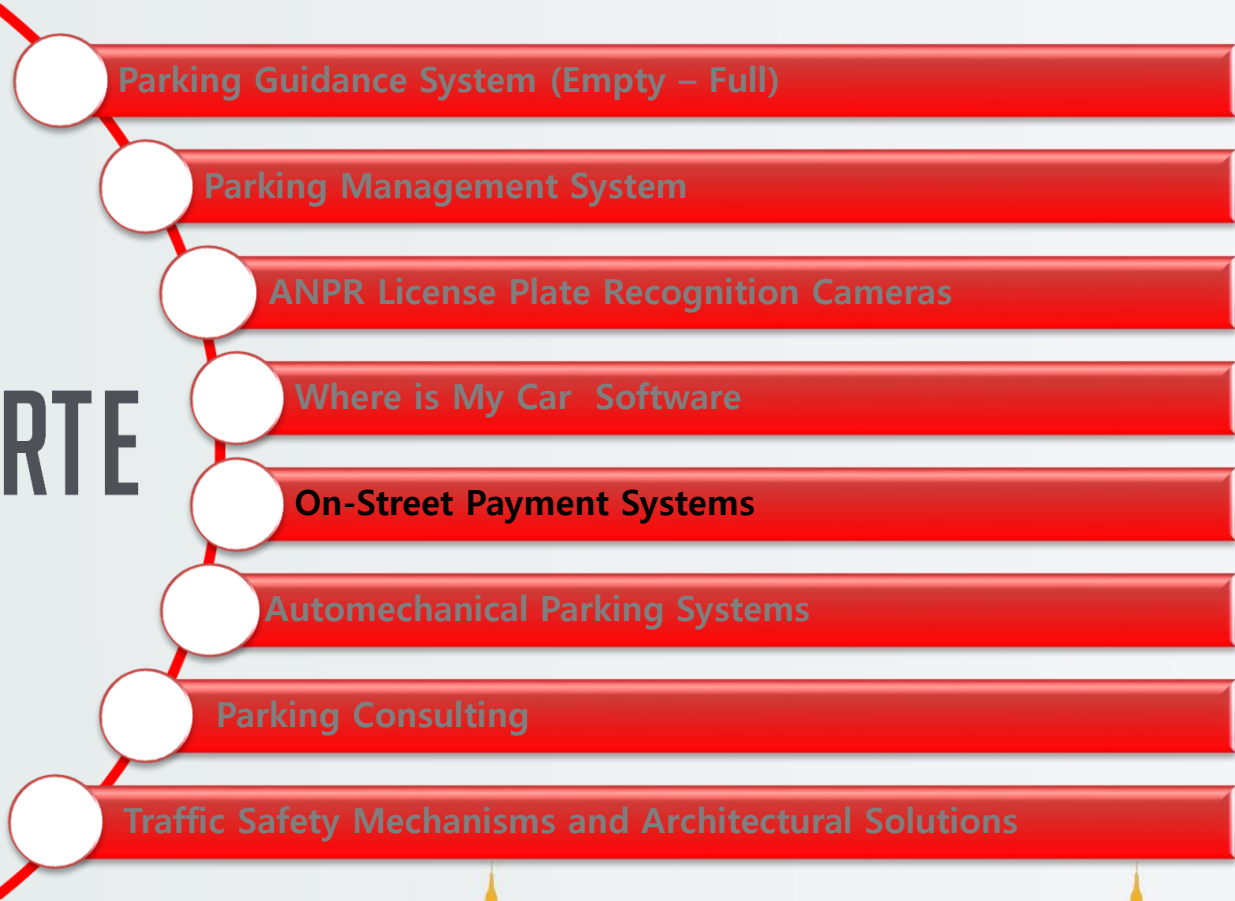 Parking Guidance System (Empty – Full)
Parking Management System
ANPR License Plate Recognition Cameras
Where is My Car  Software
RTE
On-Street Payment Systems
Automechanical Parking Systems
Parking Consulting
Traffic Safety Mechanisms and Architectural Solutions